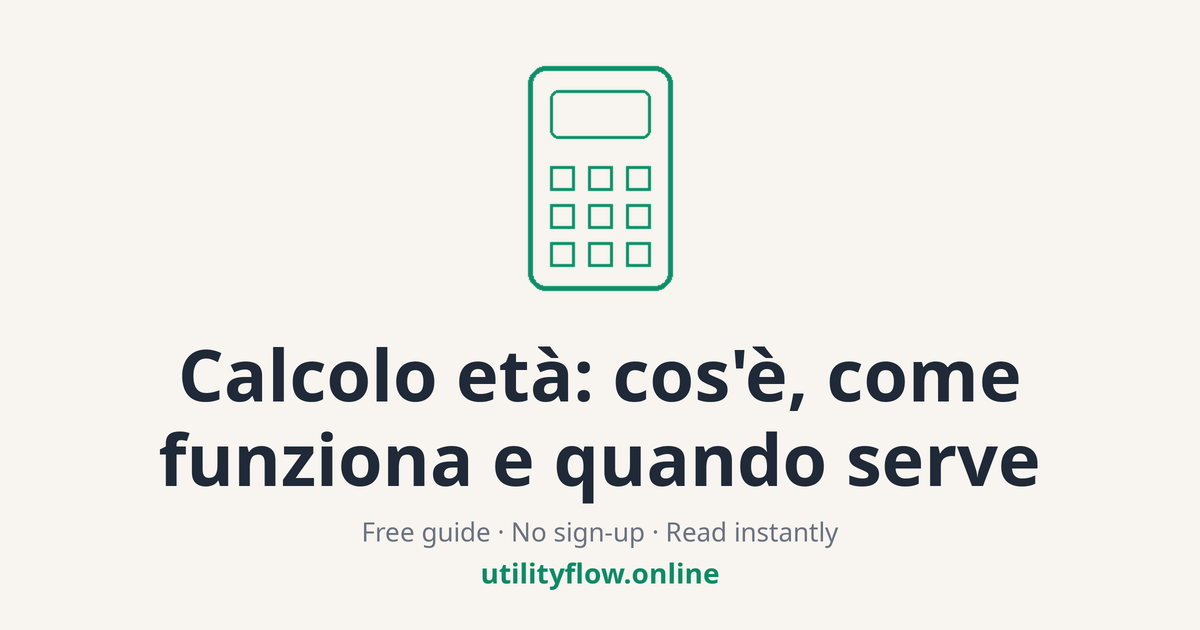 Calcolo età: cos'è, come
funziona e quando serve
Free guide · No sign-up · Read instantly
utilityflow.online